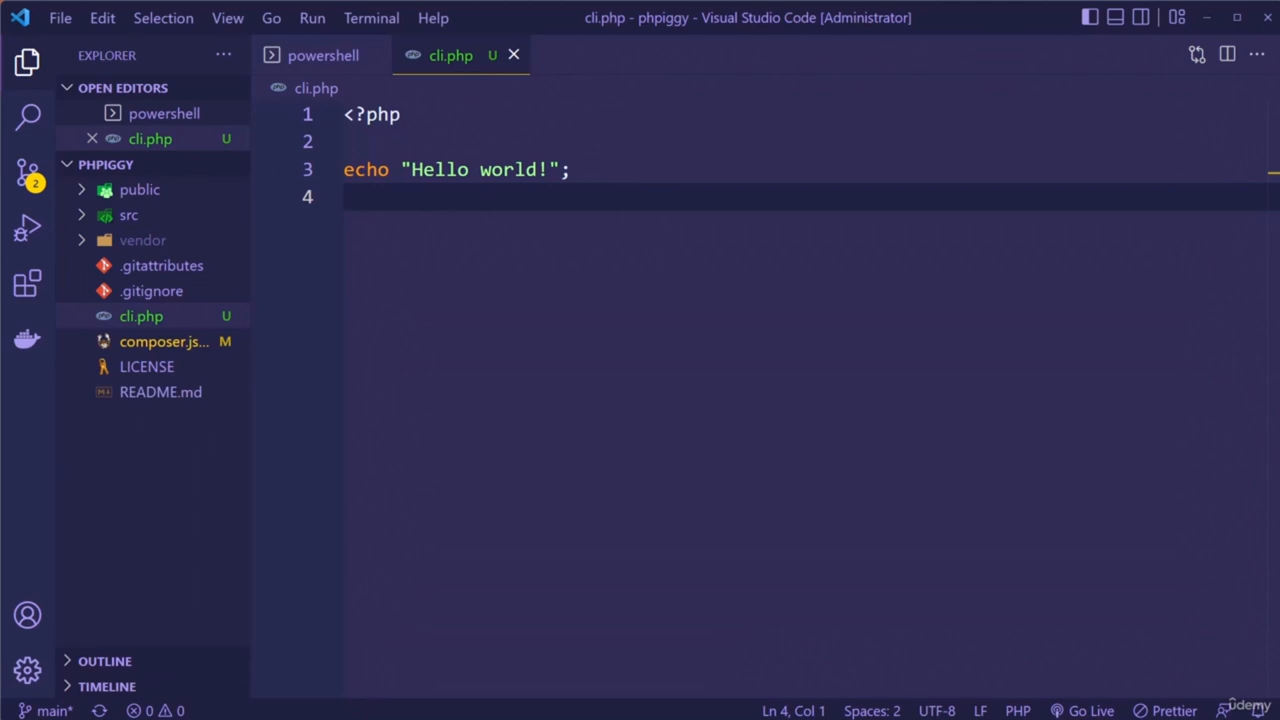 File Edit Selection View Go Run Terminal Help
cli.php - phpiggy - Visual Studio Code [Administrator]
EXPLORER
OPEN EDITORS
powershell
cli.php U
PHPIGGY
public
src
vendor
.gitattributes
.gitignore
cli.php U
composer.js... M
LICENSE
README.md
OUTLINE
TIMELINE
2
powershell
cli.php U
cli.php
1 <?php
2
3 echo "Hello world!";
4
main* 0 0
Ln 4, Col 1 Spaces: 2 UTF-8 LF PHP Go Live Prettier
ûdemy